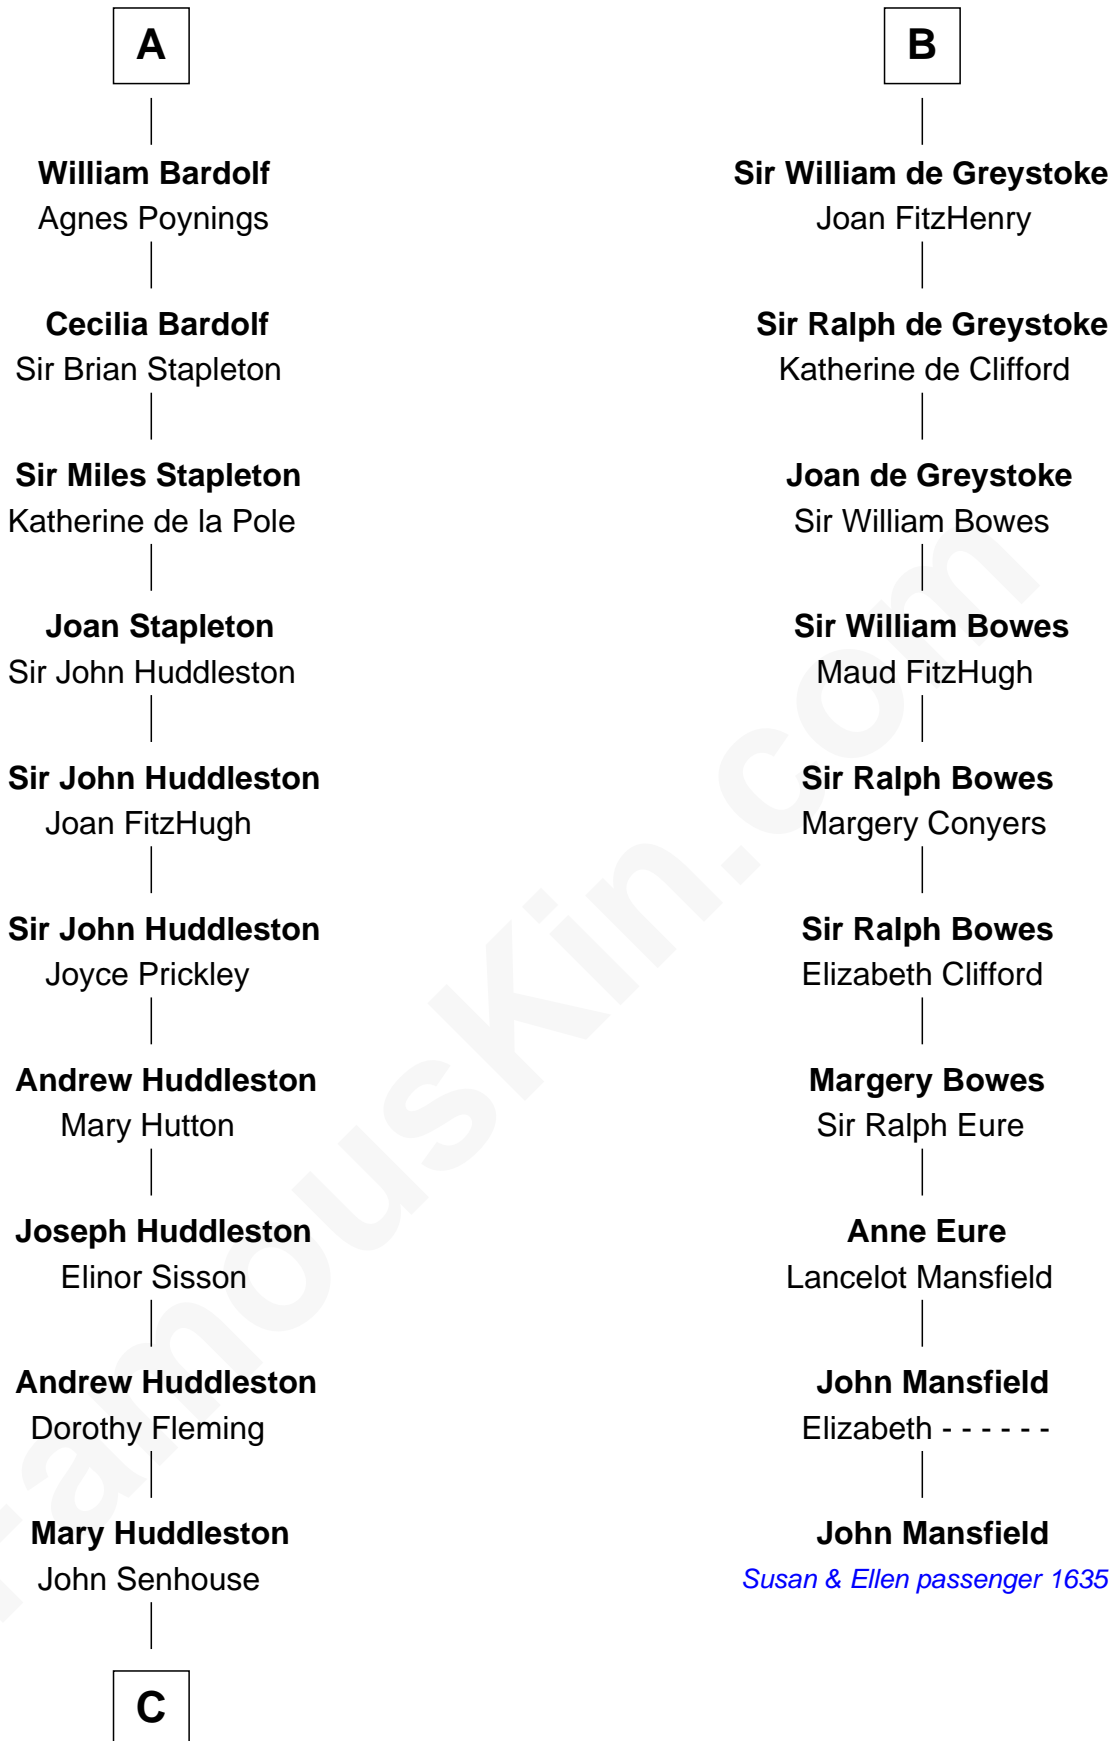 A
William Bardolf
Agnes Poynings
Cecilia Bardolf
Sir Brian Stapleton
Sir Miles Stapleton
Katherine de la Pole
Joan Stapleton
Sir John Huddleston
Sir John Huddleston
Joan FitzHugh
Sir John Huddleston
Joyce Prickley
Andrew Huddleston
Mary Hutton
Joseph Huddleston
Elinor Sisson
Andrew Huddleston
Dorothy Fleming
Mary Huddleston
John Senhouse
C
B
Sir William de Greystoke
Joan FitzHenry
Sir Ralph de Greystoke
Katherine de Clifford
Joan de Greystoke
Sir William Bowes
Sir William Bowes
Maud FitzHugh
Sir Ralph Bowes
Margery Conyers
Sir Ralph Bowes
Elizabeth Clifford
Margery Bowes
Sir Ralph Eure
Anne Eure
Lancelot Mansfield
John Mansfield
Elizabeth - - - - - -
John Mansfield
Susan & Ellen passenger 1635
FamousKin.com